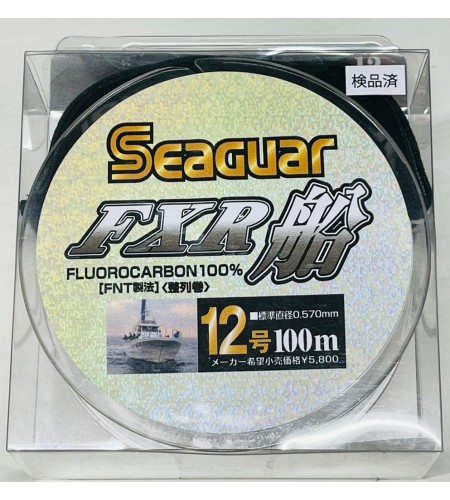 検品済
Seaguar
FXR船
FLUOROCARBON100%
[FNT製法]〈整列巻〉
■標準直径0.570mm
12号100m
メーカー希望小売価格¥5,800